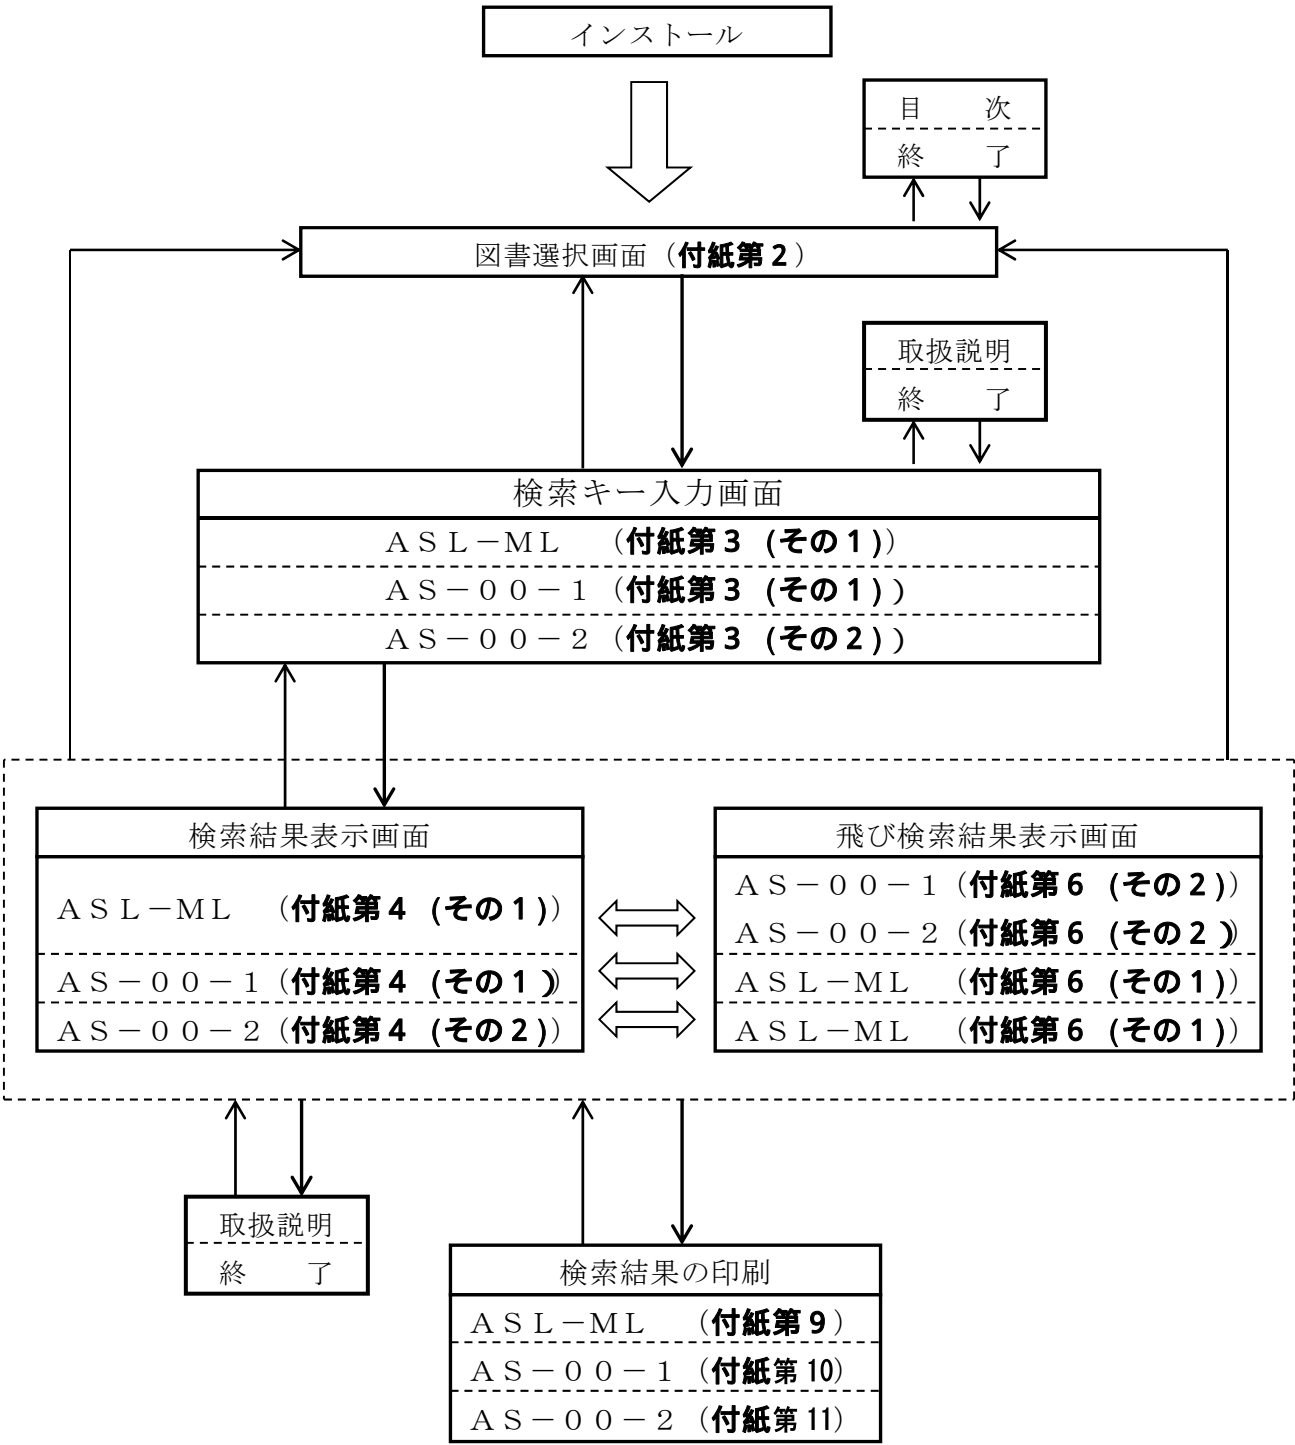 インストール
目　　次
終　　了
図書選択画面（付紙第２）
取扱説明
終　　了
検索キー入力画面
ＡＳＬ－ＭＬ　（付紙第３（その１））
ＡＳ－００－１（付紙第３（その１））
ＡＳ－００－２（付紙第３（その２））
検索結果表示画面
ＡＳＬ－ＭＬ　（付紙第４（その１））
ＡＳ－００－１（付紙第４（その１））
ＡＳ－００－２（付紙第４（その２））
飛び検索結果表示画面
ＡＳ－００－１（付紙第６（その２））
ＡＳ－００－２（付紙第６（その２））
ＡＳＬ－ＭＬ　（付紙第６（その１））
ＡＳＬ－ＭＬ　（付紙第６（その１））
取扱説明
終　　了
検索結果の印刷
ＡＳＬ－ＭＬ　（付紙第９）
ＡＳ－００－１（付紙第10）
ＡＳ－００－２（付紙第11）